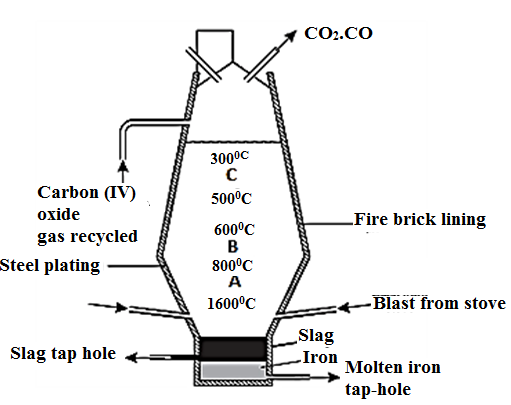 CO₂.CO
300⁰C
C
500⁰C
Carbon (IV)
oxide
gas recycled
600⁰C
B
Fire brick lining
Steel plating
800⁰C
A
1600⁰C
Blast from stove
Slag
Slag tap hole
Iron
Molten iron
tap-hole